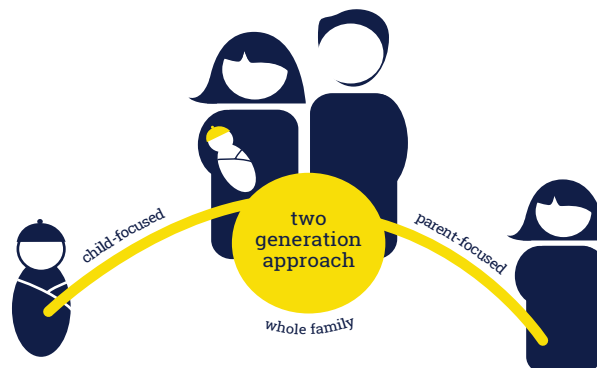 child-focused
two
generation
approach
parent-focused
whole family